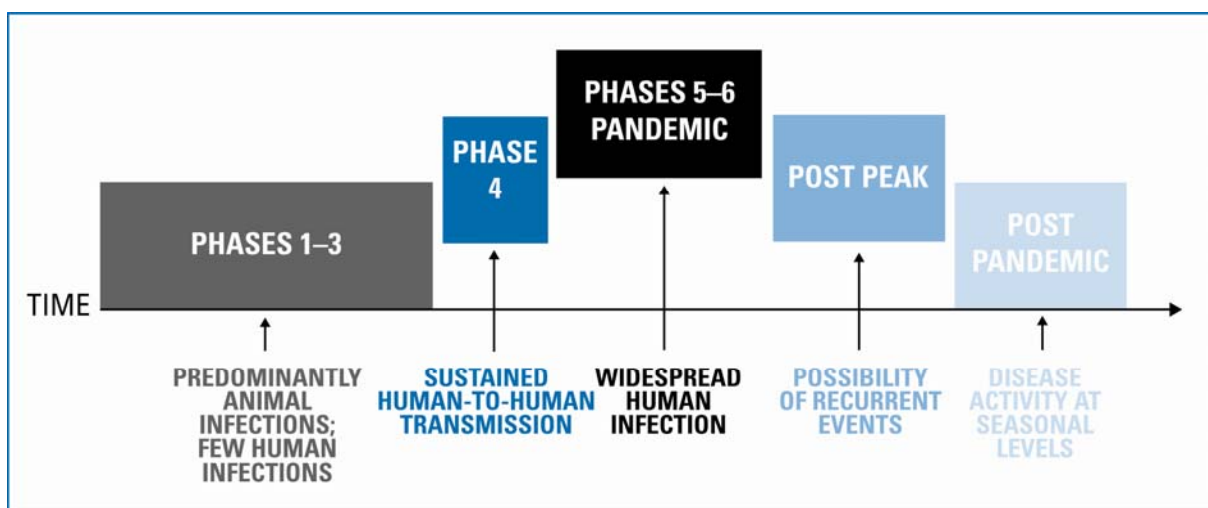 PHASES 5–6
PANDEMIC
PHASE
4
POST PEAK
PHASES 1–3
POST
PANDEMIC
TIME
PREDOMINANTLY
ANIMAL
INFECTIONS;
FEW HUMAN
INFECTIONS
SUSTAINED
HUMAN-TO-HUMAN
TRANSMISSION
WIDESPREAD
HUMAN
INFECTION
POSSIBILITY
OF RECURRENT
EVENTS
DISEASE
ACTIVITY AT
SEASONAL
LEVELS